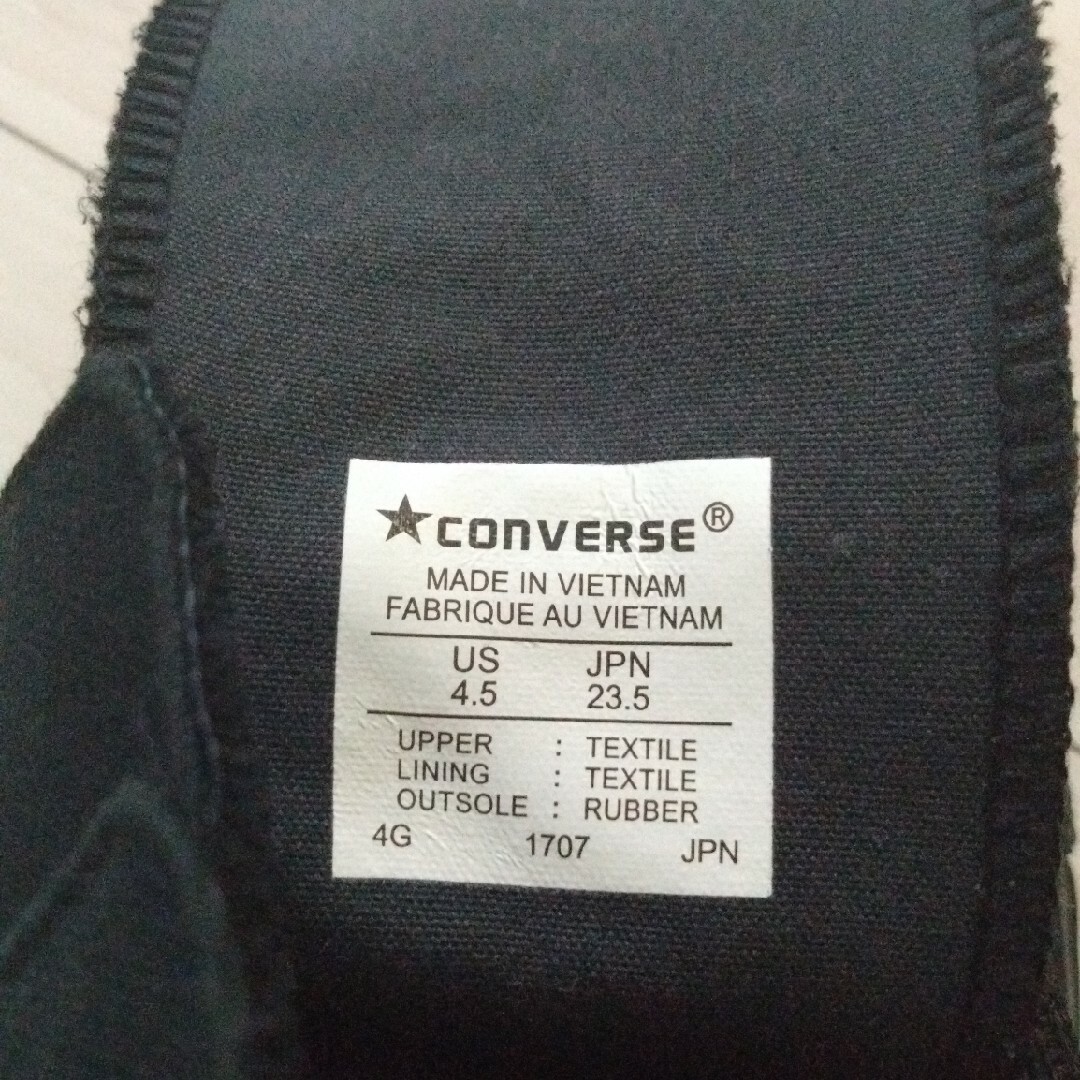 ★CONVERSE®
MADE IN VIETNAM
FABRIQUE AU VIETNAM
US JPN
4.5 23.5
UPPER : TEXTILE
LINING : TEXTILE
OUTSOLE : RUBBER
4G 1707 JPN